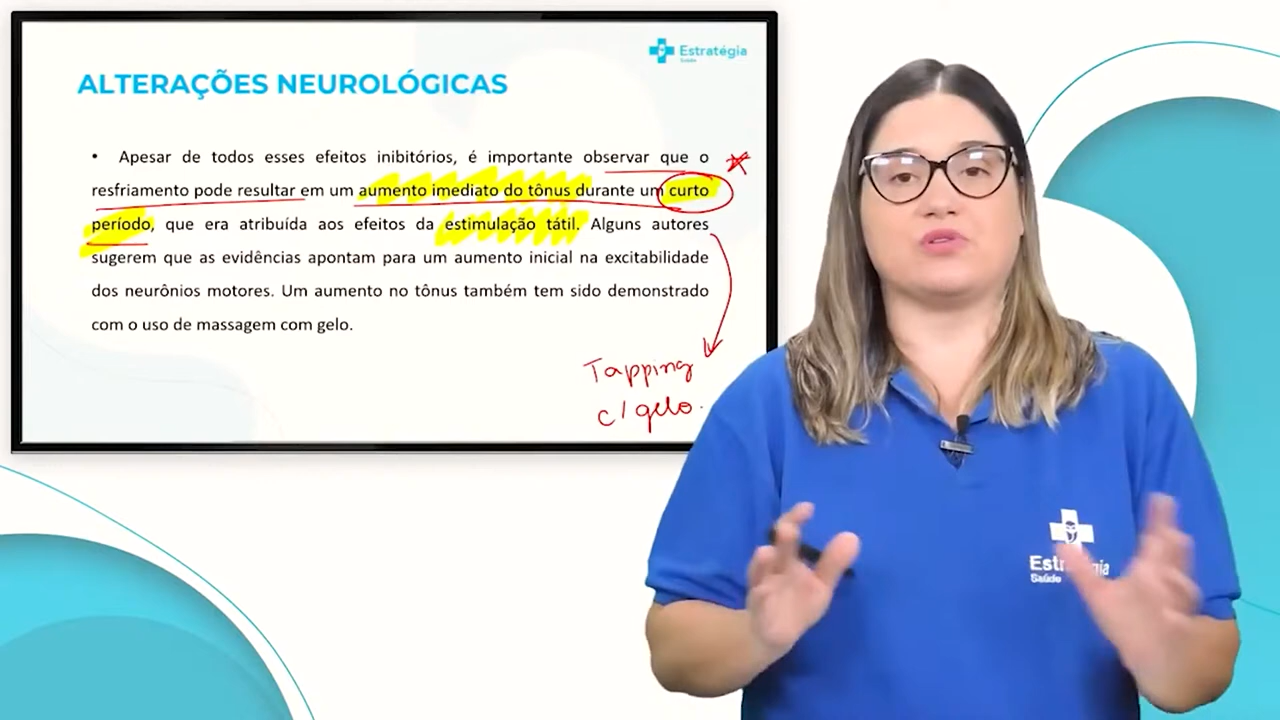 Estratégia
Saúde
ALTERAÇÕES NEUROLÓGICAS
• Apesar de todos esses efeitos inibitórios, é importante observar que o
resfriamento pode resultar em um aumento imediato do tônus durante um curto
período, que era atribuída aos efeitos da estimulação tátil. Alguns autores
sugerem que as evidências apontam para um aumento inicial na excitabilidade
dos neurônios motores. Um aumento no tônus também tem sido demonstrado
com o uso de massagem com gelo.
Tapping
c/ gelo.
Saúde